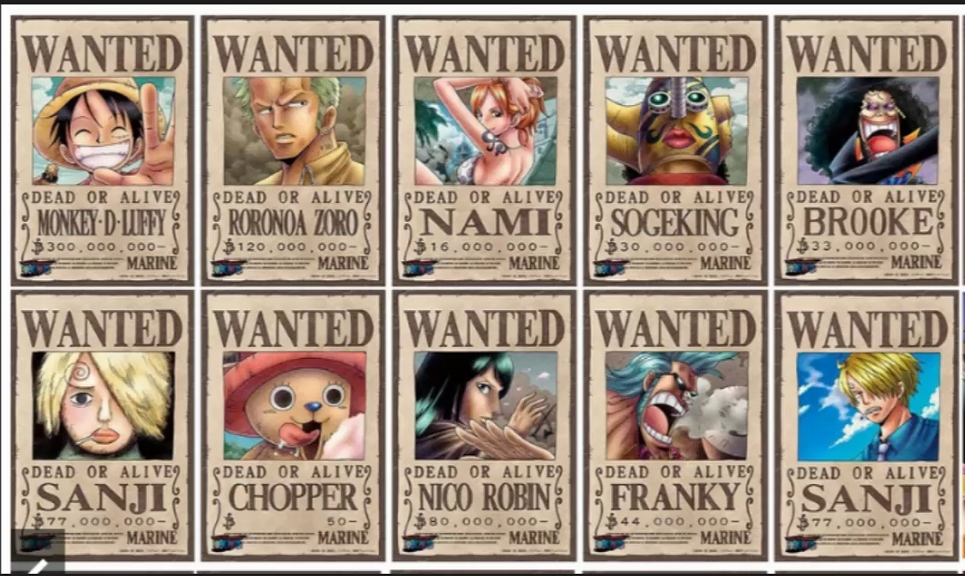 WANTED
DEAD OR ALIVE
MONKEY·D·LUFFY
฿300,000,000-
MARINE
WANTED
DEAD OR ALIVE
RORONOA ZORO
฿120,000,000-
MARINE
WANTED
DEAD OR ALIVE
NAMI
฿16,000,000-
MARINE
WANTED
DEAD OR ALIVE
SOGEKING
฿30,000,000-
MARINE
WANTED
DEAD OR ALIVE
BROOKE
฿33,000,000-
MARINE
WANTED
DEAD OR ALIVE
SANJI
฿77,000,000-
MARINE
WANTED
DEAD OR ALIVE
CHOPPER
฿50-
MARINE
WANTED
DEAD OR ALIVE
NICO ROBIN
฿80,000,000-
MARINE
WANTED
DEAD OR ALIVE
FRANKY
฿44,000,000-
MARINE
WANTED
DEAD OR ALIVE
SANJI
฿77,000,000-
MARINE